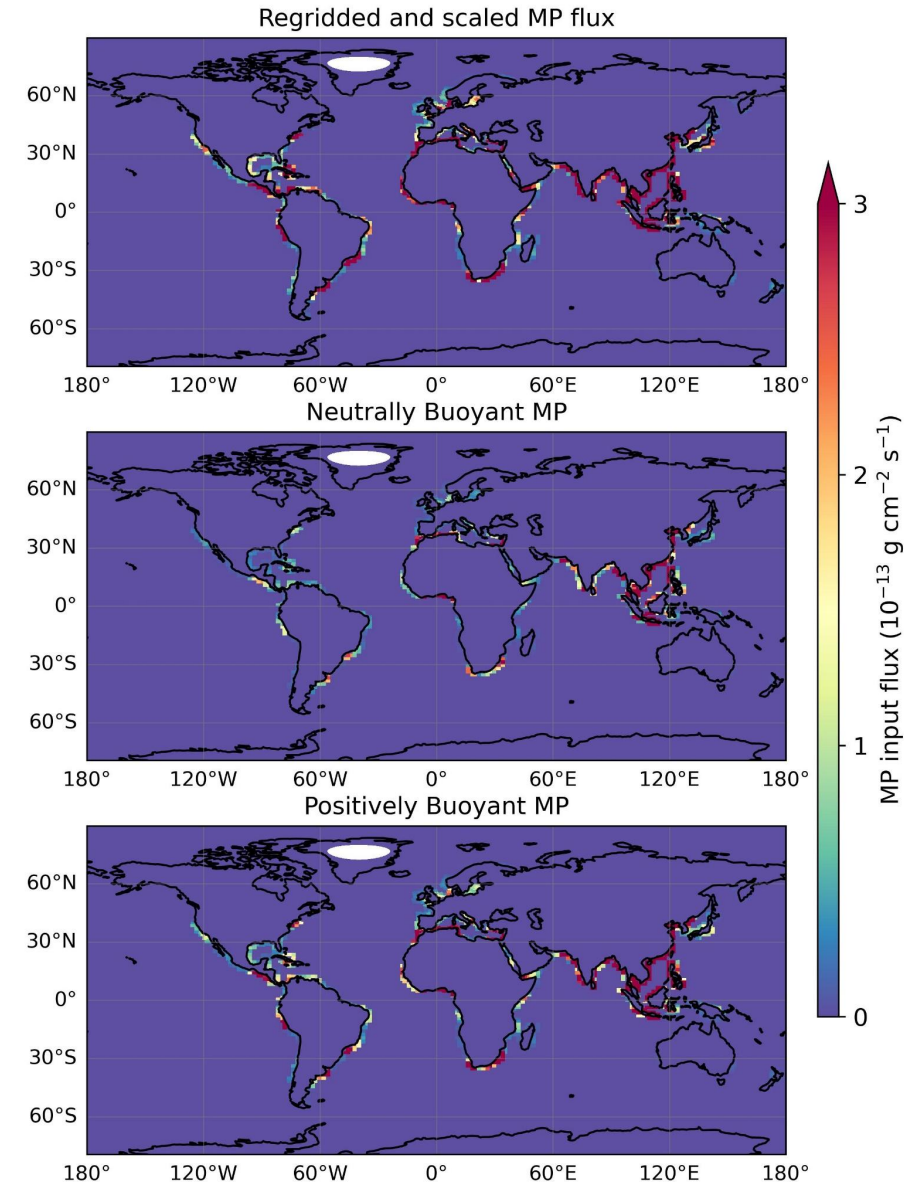 Regridded and scaled MP flux
60°N
30°N
0°
30°S
60°S
180° 120°W 60°W 0° 60°E 120°E 180°
Neutrally Buoyant MP
60°N
30°N
0°
30°S
60°S
180° 120°W 60°W 0° 60°E 120°E 180°
Positively Buoyant MP
60°N
30°N
0°
30°S
60°S
180° 120°W 60°W 0° 60°E 120°E 180°
3
2
1
0
MP input flux (10⁻¹³ g cm⁻² s⁻¹)